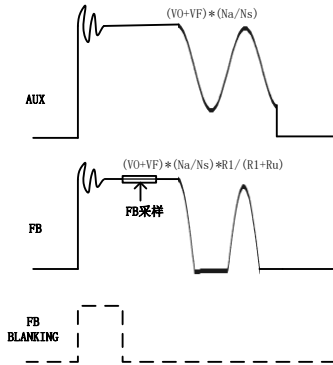 (VO+VF)*(Na/Ns)
AUX
(VO+VF)*(Na/Ns)*R1/(R1+Ru)
FB采样
FB
FB
BLANKING